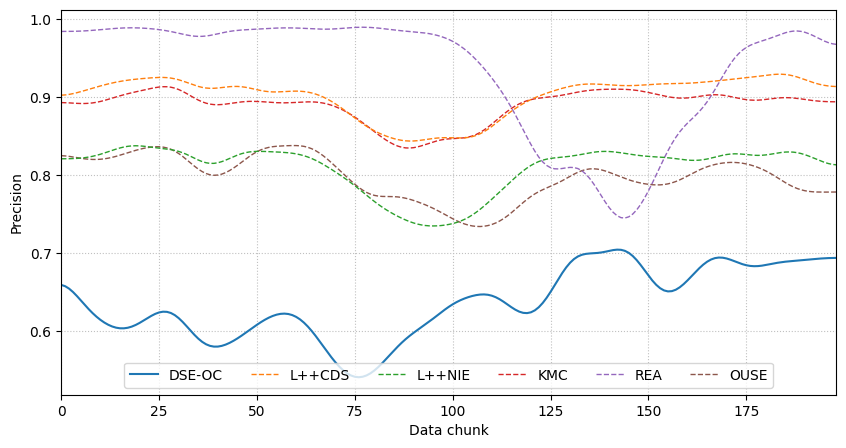 1.0
0.9
0.8
0.7
0.6
Precision
DSE-OC L++CDS L++NIE KMC REA OUSE
0 25 50 75 100 125 150 175
Data chunk